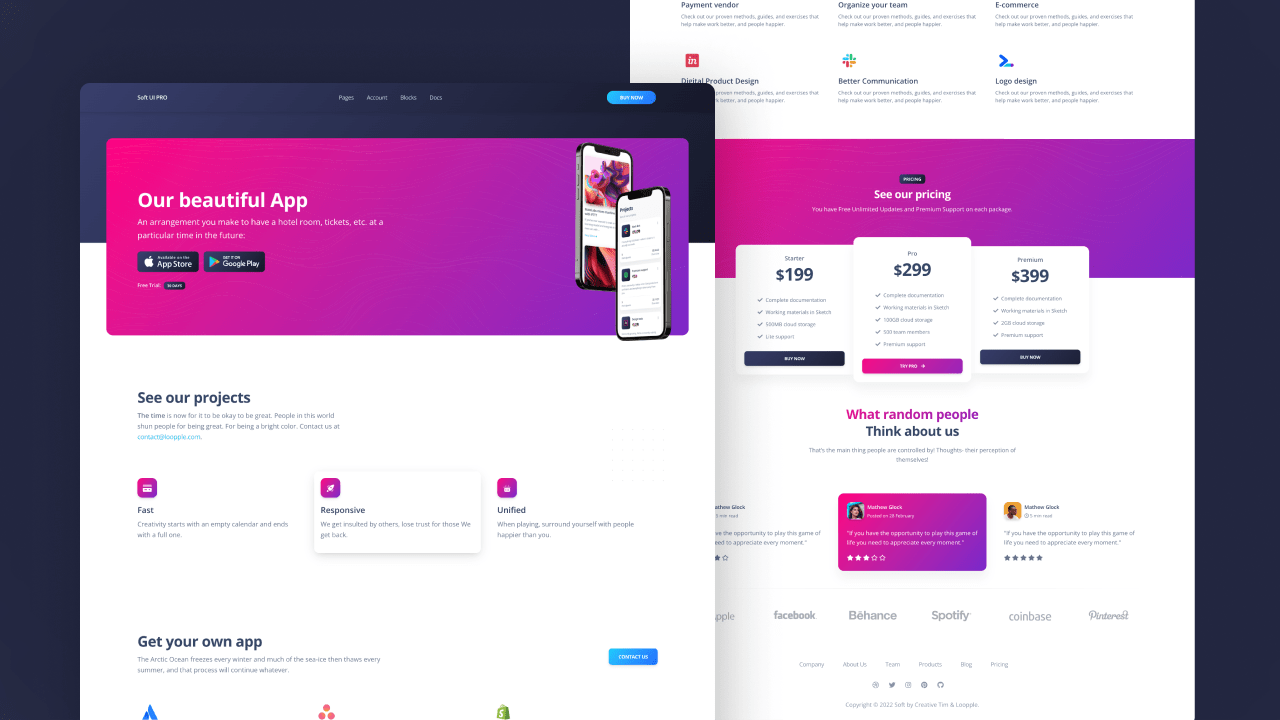 Soft UI PRO
Pages
Account
Blocks
Docs
BUY NOW
Our beautiful App
An arrangement you make to have a hotel room, tickets, etc. at a
particular time in the future:
Available on the
App Store
GET IT ON
Google Play
Free Trial:
30 DAYS
Projects
See our projects
The time is now for it to be okay to be great. People in this world
shun people for being great. For being a bright color. Contact us at
contact@loopple.com.
Fast
Creativity starts with an empty calendar and ends
with a full one.
Responsive
We get insulted by others, lose trust for those We
get back.
Unified
When playing, surround yourself with people
happier than you.
Get your own app
The Arctic Ocean freezes every winter and much of the sea-ice then thaws every
summer, and that process will continue whatever.
CONTACT US
Payment vendor
Check out our proven methods, guides, and exercises that
help make work better, and people happier.
Organize your team
Check out our proven methods, guides, and exercises that
help make work better, and people happier.
E-commerce
Check out our proven methods, guides, and exercises that
help make work better, and people happier.
in
Digital Product Design
proven methods, guides, and exercises that
better, and people happier.
Better Communication
Check out our proven methods, guides, and exercises that
help make work better, and people happier.
Logo design
Check out our proven methods, guides, and exercises that
help make work better, and people happier.
PRICING
See our pricing
You have Free Unlimited Updates and Premium Support on each package.
Starter
$199
Complete documentation
Working materials in Sketch
500MB cloud storage
Lite support
BUY NOW
Pro
$299
Complete documentation
Working materials in Sketch
100GB cloud storage
500 team members
Premium support
TRY PRO
Premium
$399
Complete documentation
Working materials in Sketch
2GB cloud storage
Premium support
BUY NOW
What random people
Think about us
That's the main thing people are controlled by! Thoughts- their perception of
themselves!
athew Glock
5 min read
ve the opportunity to play this game of
eed to appreciate every moment."
Mathew Glock
Posted on 28 February
"If you have the opportunity to play this game of
life you need to appreciate every moment."
Mathew Glock
5 min read
"If you have the opportunity to play this game of
life you need to appreciate every moment."
pple
facebook
Bēhance
Spotify
coinbase
Pinterest
Company
About Us
Team
Products
Blog
Pricing
Copyright © 2022 Soft by Creative Tim & Loopple.